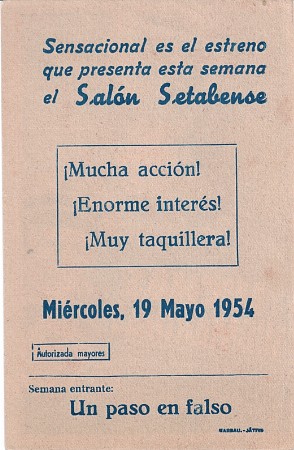 Sensacional es el estreno
que presenta esta semana
el Salón Setabense
¡Mucha acción!
¡Enorme interés!
¡Muy taquillera!
Miércoles, 19 Mayo 1954
Autorizada mayores
Semana entrante:
Un paso en falso